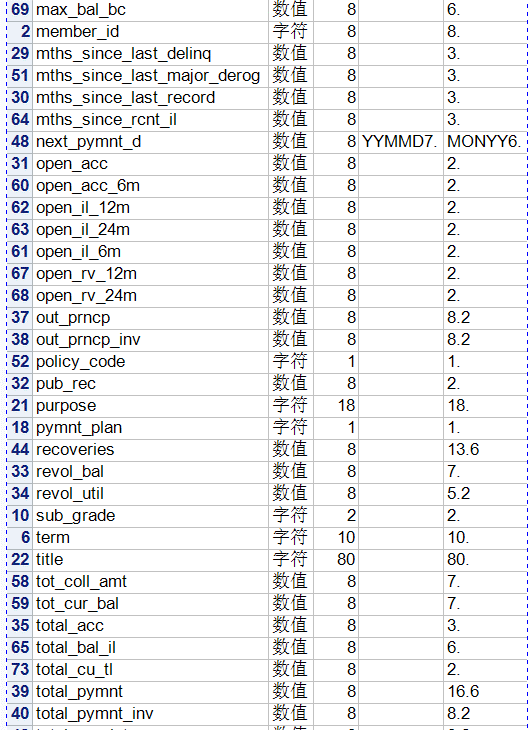 69 max_bal_bc 数值 8 6.
2 member_id 字符 8 8.
29 mths_since_last_delinq 数值 8 3.
51 mths_since_last_major_derog 数值 8 3.
30 mths_since_last_record 数值 8 3.
64 mths_since_rcnt_il 数值 8 3.
48 next_pymnt_d 数值 8 YYMMD7. MONYY6.
31 open_acc 数值 8 2.
60 open_acc_6m 数值 8 2.
62 open_il_12m 数值 8 2.
63 open_il_24m 数值 8 2.
61 open_il_6m 数值 8 2.
67 open_rv_12m 数值 8 2.
68 open_rv_24m 数值 8 2.
37 out_prncp 数值 8 8.2
38 out_prncp_inv 数值 8 8.2
52 policy_code 字符 1 1.
32 pub_rec 数值 8 2.
21 purpose 字符 18 18.
18 pymnt_plan 字符 1 1.
44 recoveries 数值 8 13.6
33 revol_bal 数值 8 7.
34 revol_util 数值 8 5.2
10 sub_grade 字符 2 2.
6 term 字符 10 10.
22 title 字符 80 80.
58 tot_coll_amt 数值 8 7.
59 tot_cur_bal 数值 8 7.
35 total_acc 数值 8 3.
65 total_bal_il 数值 8 6.
73 total_cu_tl 数值 8 2.
39 total_pymnt 数值 8 16.6
40 total_pymnt_inv 数值 8 8.2